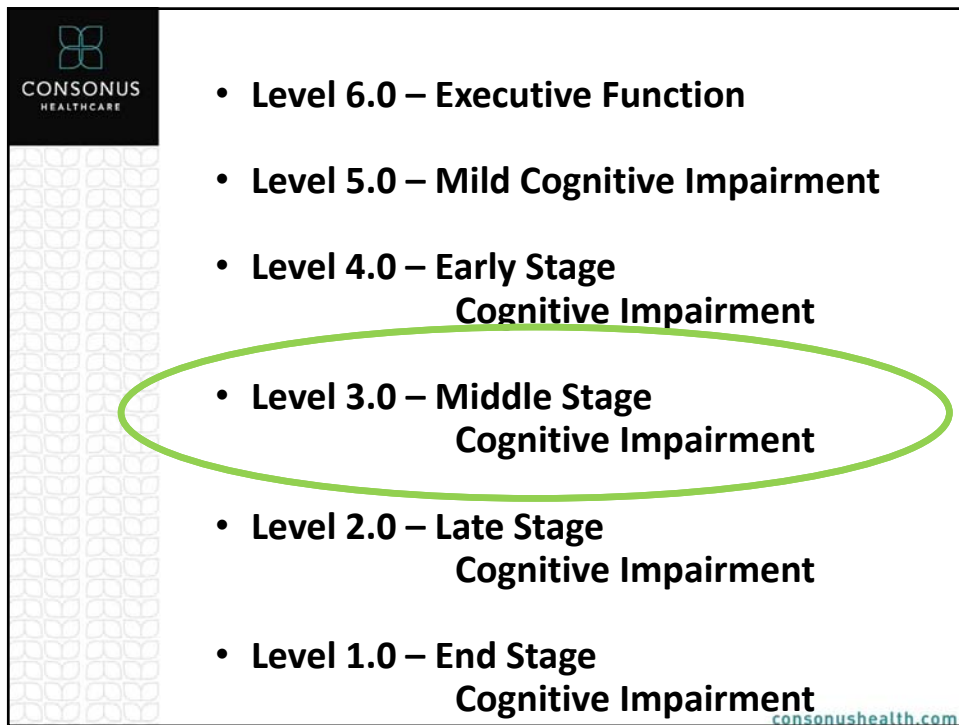 CONSONUS
HEALTHCARE
• Level 6.0 – Executive Function
• Level 5.0 – Mild Cognitive Impairment
• Level 4.0 – Early Stage
Cognitive Impairment
• Level 3.0 – Middle Stage
Cognitive Impairment
• Level 2.0 – Late Stage
Cognitive Impairment
• Level 1.0 – End Stage
Cognitive Impairment
consonushealth.com